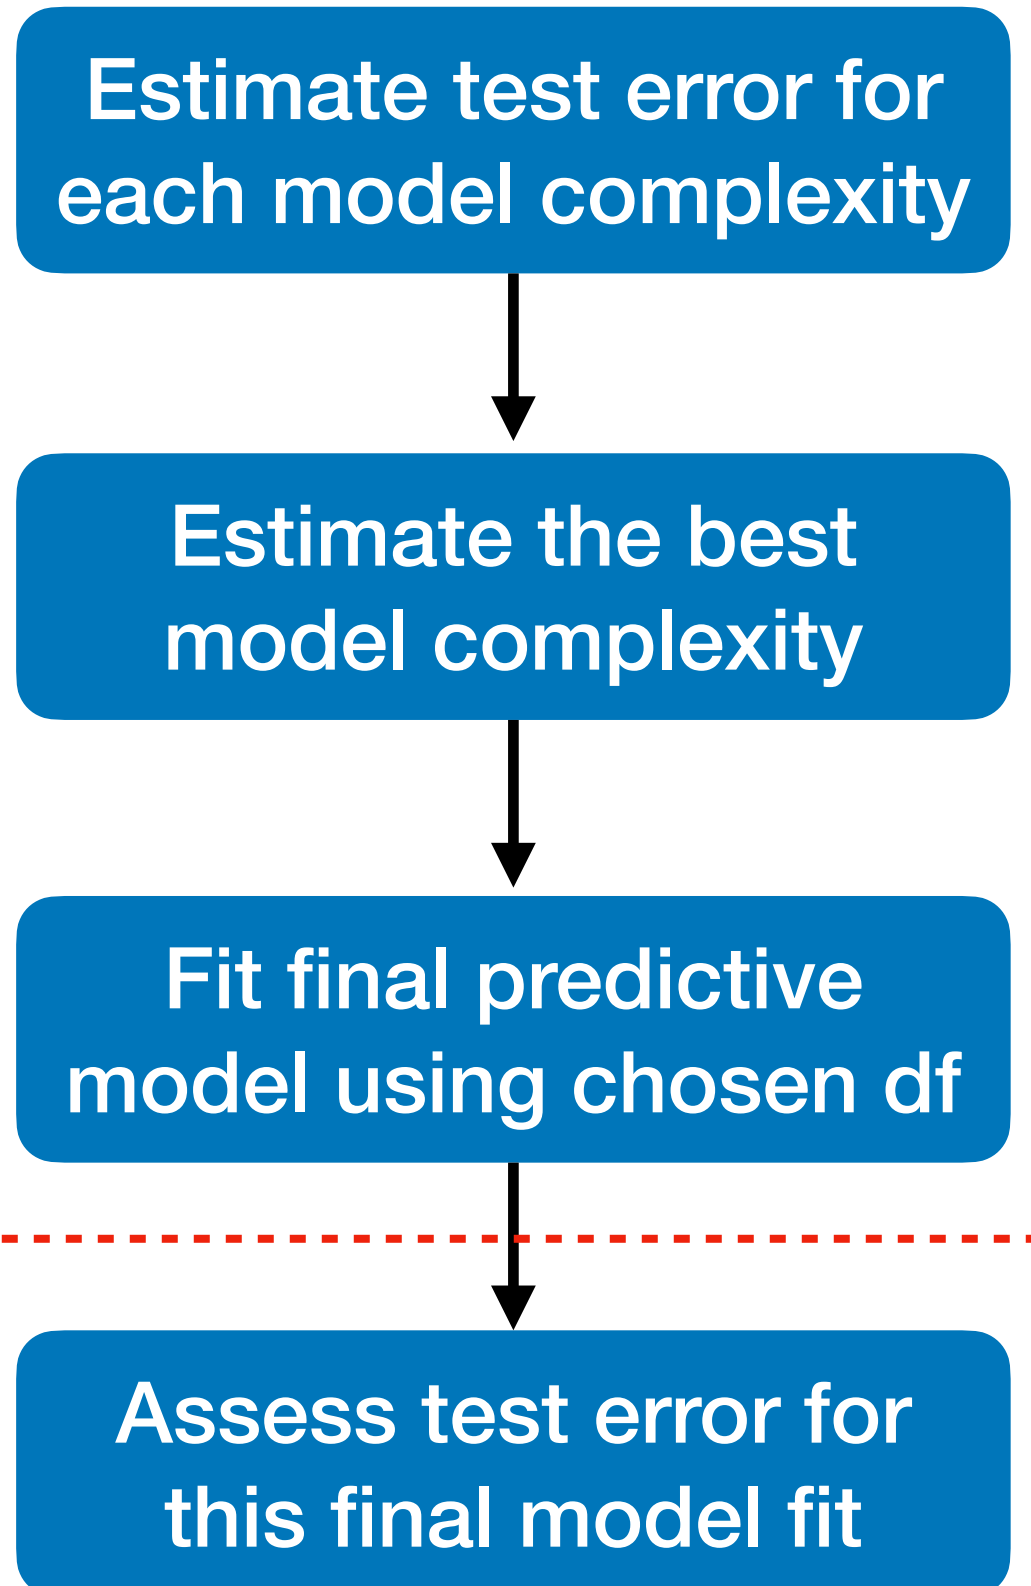 Estimate test error for
each model complexity
Estimate the best
model complexity
Fit final predictive
model using chosen df
Assess test error for
this final model fit